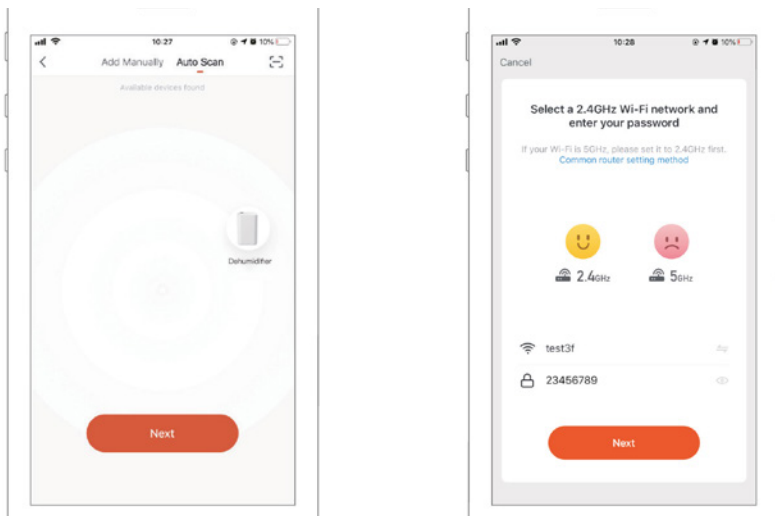 10:27
10%
Add Manually Auto Scan
Available devices found
Dehumidifier
Next
10:28
10%
Cancel
Select a 2.4GHz Wi-Fi network and
enter your password
If your Wi-Fi is 5GHz, please set it to 2.4GHz first.
Common router setting method
2.4GHz
5GHz
test3f
23456789
Next